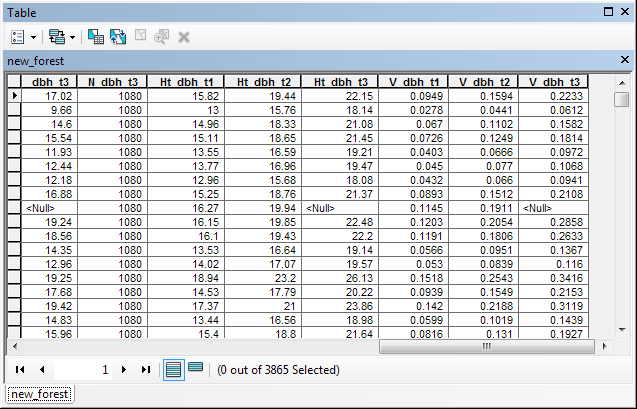 Table
new_forest
dbh_t3 N_dbh_t1 Ht_dbh_t1 Ht_dbh_t2 Ht_dbh_t3 V_dbh_t1 V_dbh_t2 V_dbh_t3
17.02 1080 15.82 19.44 22.15 0.0949 0.1594 0.2233
9.66 1080 13 15.76 18.14 0.0278 0.0441 0.0612
14.6 1080 14.96 18.33 21.08 0.067 0.1102 0.1582
15.54 1080 15.11 18.65 21.45 0.0726 0.1249 0.1814
11.93 1080 13.55 16.59 19.21 0.0403 0.0666 0.0972
12.44 1080 13.77 16.96 19.47 0.045 0.077 0.1068
12.18 1080 12.96 15.68 18.08 0.0432 0.066 0.0941
16.88 1080 15.25 18.76 21.37 0.0893 0.1512 0.2108
<Null> 1080 16.27 19.94 <Null> 0.1145 0.1911 <Null>
19.24 1080 16.15 19.85 22.48 0.1203 0.2054 0.2858
18.56 1080 16.1 19.43 22.2 0.1191 0.1806 0.2633
14.35 1080 13.53 16.64 19.14 0.0566 0.0951 0.1367
12.96 1080 14.02 17.07 19.57 0.053 0.0839 0.116
19.25 1080 18.94 23.2 26.13 0.1518 0.2543 0.3416
17.68 1080 14.53 17.79 20.22 0.0939 0.1549 0.2153
19.42 1080 17.37 21 23.86 0.142 0.2188 0.3119
14.83 1080 13.44 16.56 18.98 0.0599 0.1019 0.1439
15.96 1080 15.4 18.8 21.64 0.0816 0.131 0.1927
1 (0 out of 3865 Selected)
new_forest